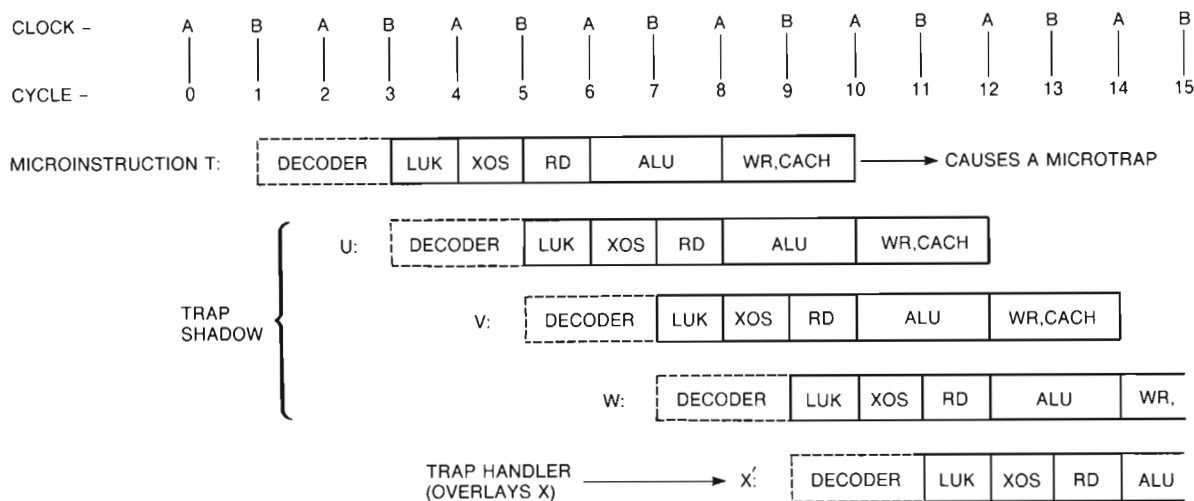 CLOCK – A B A B A B A B A B A B A B A B
CYCLE – 0 1 2 3 4 5 6 7 8 9 10 11 12 13 14 15
MICROINSTRUCTION T: DECODER LUK XOS RD ALU WR,CACH CAUSES A MICROTRAP
U: DECODER LUK XOS RD ALU WR,CACH
TRAP
SHADOW
V: DECODER LUK XOS RD ALU WR,CACH
W: DECODER LUK XOS RD ALU WR,
TRAP HANDLER
(OVERLAYS X)
X′: DECODER LUK XOS RD ALU